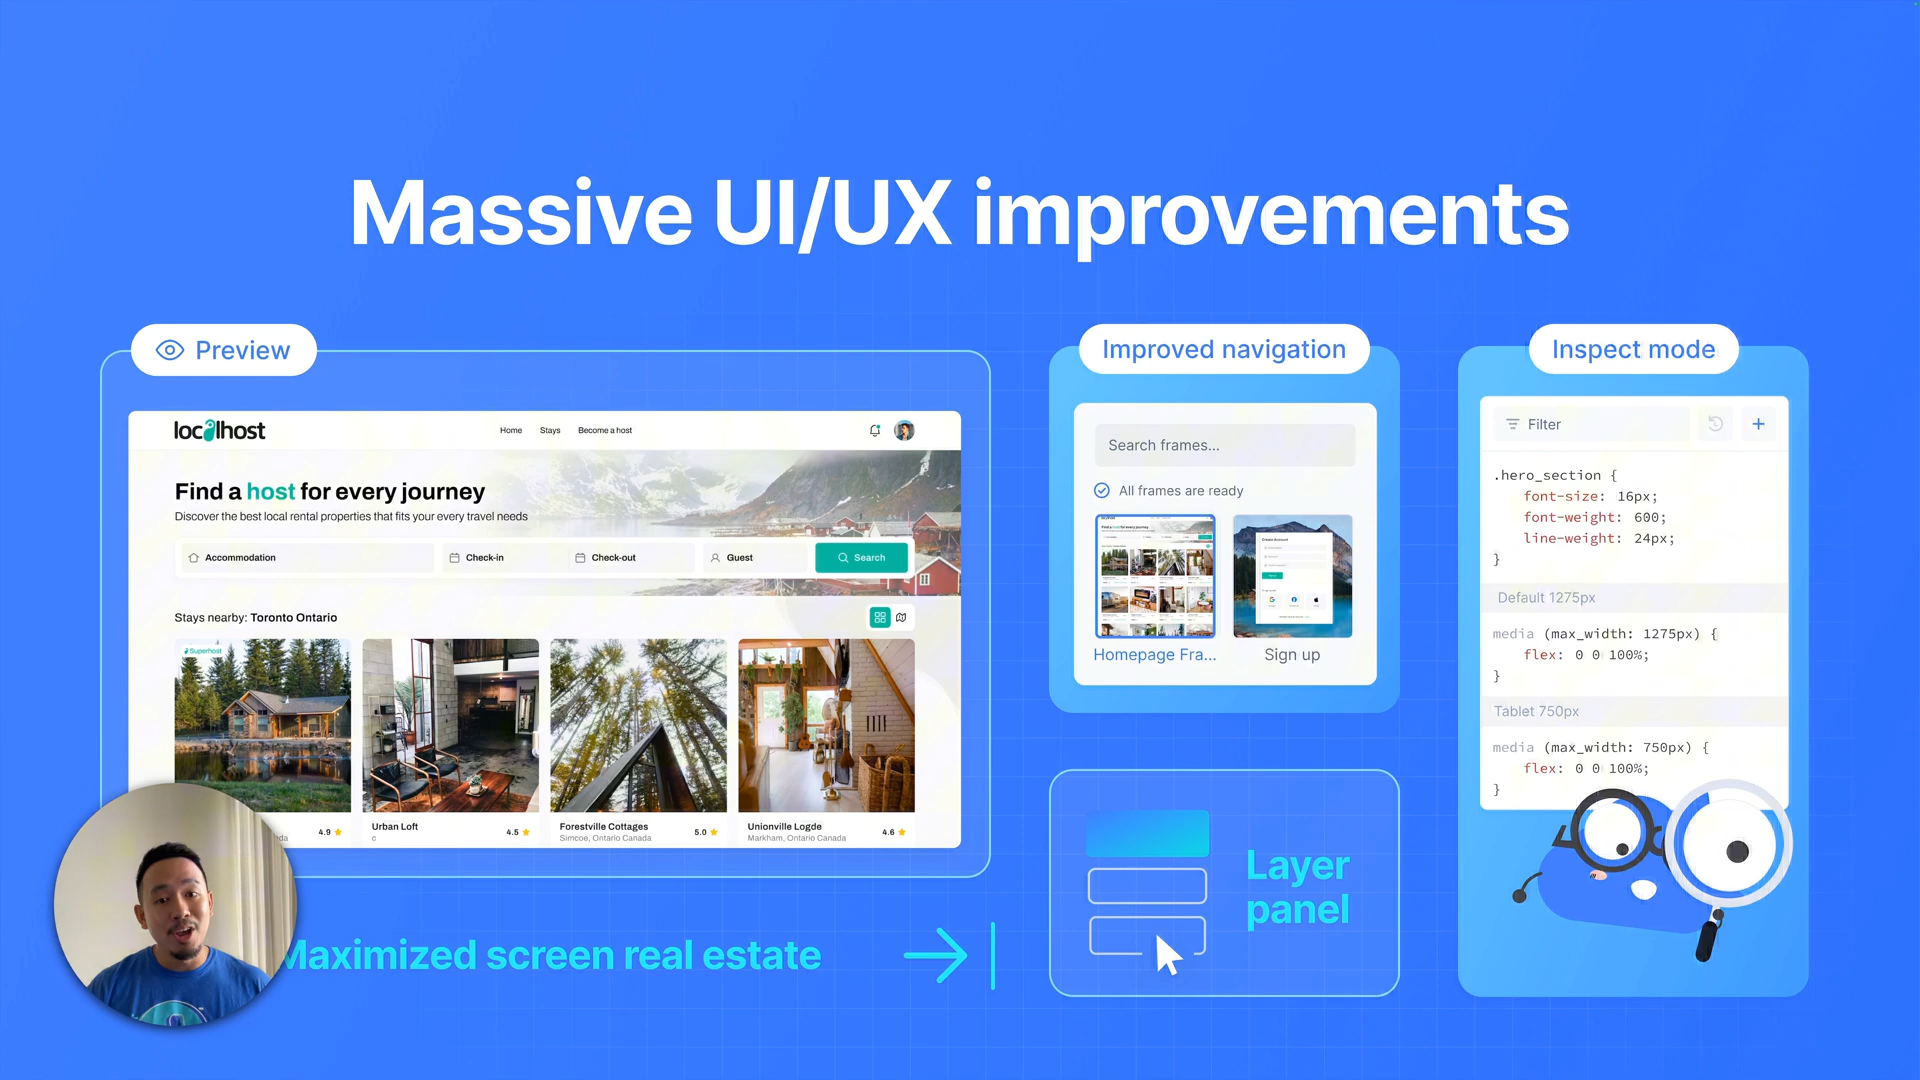 Massive UI/UX improvements
Preview
localhost
Home
Stays
Become a host
Find a host for every journey
Discover the best local rental properties that fits your every travel needs
Accommodation
Check-in
Check-out
Guest
Search
Stays nearby: Toronto Ontario
Superhost
4.9
Urban Loft
c
4.5
Forestville Cottages
Simcoe, Ontario Canada
5.0
Unionville Logde
Markham, Ontario Canada
4.6
Maximized screen real estate
Improved navigation
Search frames...
All frames are ready
Homepage Fra...
Sign up
Layer
panel
Inspect mode
Filter
.hero_section {
font-size: 16px;
font-weight: 600;
line-weight: 24px;
}
Default 1275px
media (max_width: 1275px) {
flex: 0 0 100%;
}
Tablet 750px
media (max_width: 750px) {
flex: 0 0 100%;
}